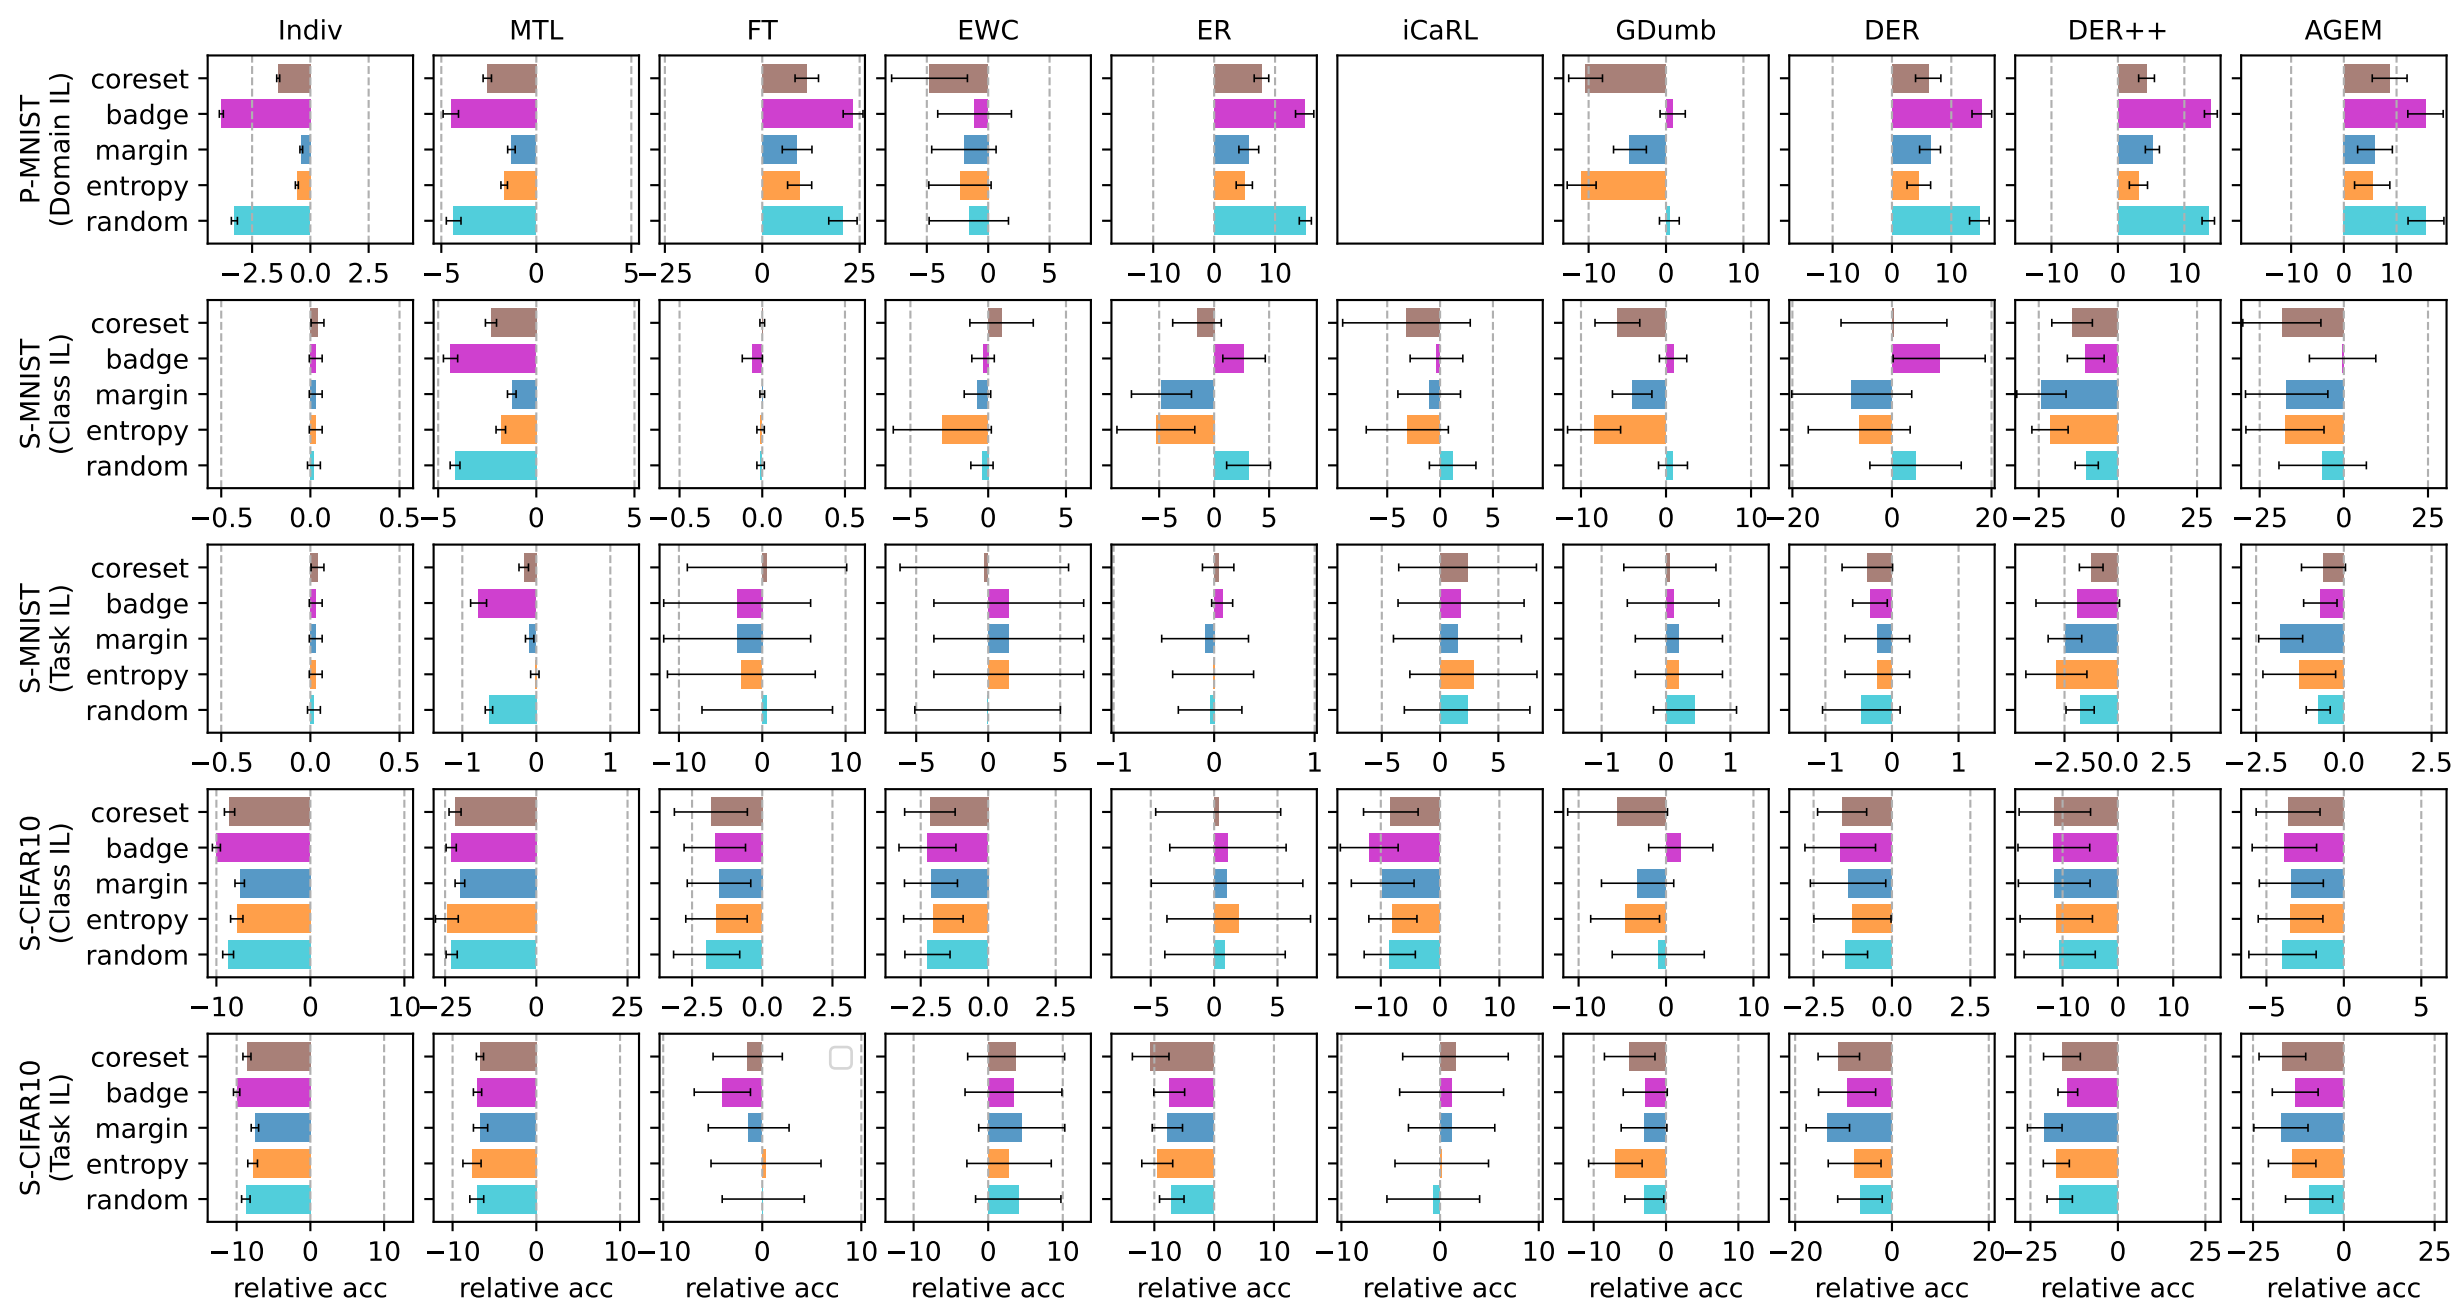 Indiv MTL FT EWC ER iCaRL GDumb DER DER++ AGEM
P-MNIST
(Domain IL)
coreset
badge
margin
entropy
random
−2.5 0.0 2.5 −5 0 5 −25 0 25 −5 0 5 −10 0 10 −10 0 10 −10 0 10 −10 0 10 −10 0 10
S-MNIST
(Class IL)
coreset
badge
margin
entropy
random
−0.5 0.0 0.5 −5 0 5 −0.5 0.0 0.5 −5 0 5 −5 0 5 −5 0 5 −10 0 10 −20 0 20 −25 0 25 −25 0 25
S-MNIST
(Task IL)
coreset
badge
margin
entropy
random
−0.5 0.0 0.5 −1 0 1 −10 0 10 −5 0 5 −1 0 1 −5 0 5 −1 0 1 −1 0 1 −2.5 0.0 2.5 −2.5 0.0 2.5
S-CIFAR10
(Class IL)
coreset
badge
margin
entropy
random
−10 0 10 −25 0 25 −2.5 0.0 2.5 −2.5 0.0 2.5 −5 0 5 −10 0 10 −10 0 10 −2.5 0.0 2.5 −10 0 10 −5 0 5
S-CIFAR10
(Task IL)
coreset
badge
margin
entropy
random
−10 0 10 −10 0 10 −10 0 10 −10 0 10 −10 0 10 −10 0 10 −10 0 10 −20 0 20 −25 0 25 −25 0 25
relative acc relative acc relative acc relative acc relative acc relative acc relative acc relative acc relative acc relative acc